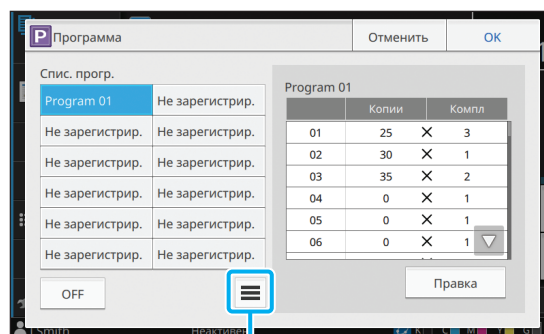 P Программа
Отменить
OK
Спис. прогр.
Program 01 Не зарегистрир.
Не зарегистрир. Не зарегистрир.
Не зарегистрир. Не зарегистрир.
Не зарегистрир. Не зарегистрир.
Не зарегистрир. Не зарегистрир.
Не зарегистрир. Не зарегистрир.
OFF
Program 01
Копии Компл
01 25 X 3
02 30 X 1
03 35 X 2
04 0 X 1
05 0 X 1
06 0 X 1
Правка
Smith Неактивен K C M Y